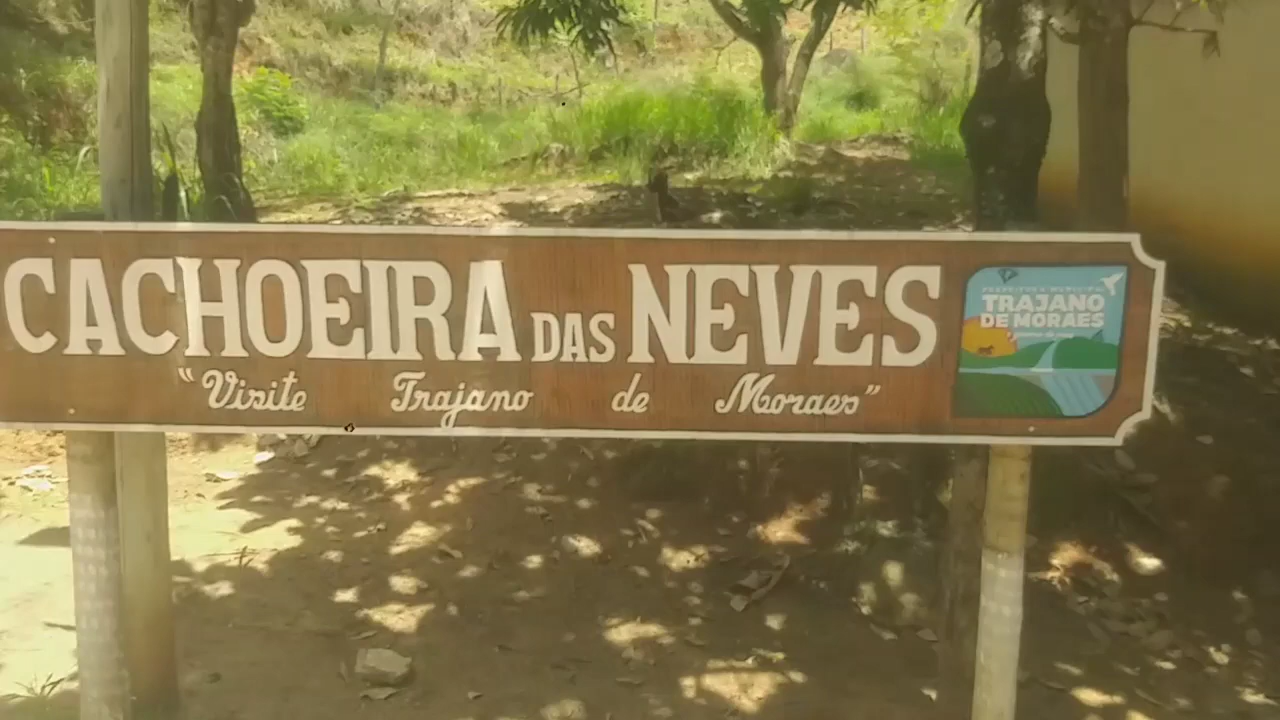 CACHOEIRA DAS NEVES
"Visite Trajano de Moraes"
PREFEITURA MUNICIPAL
TRAJANO
DE MORAES